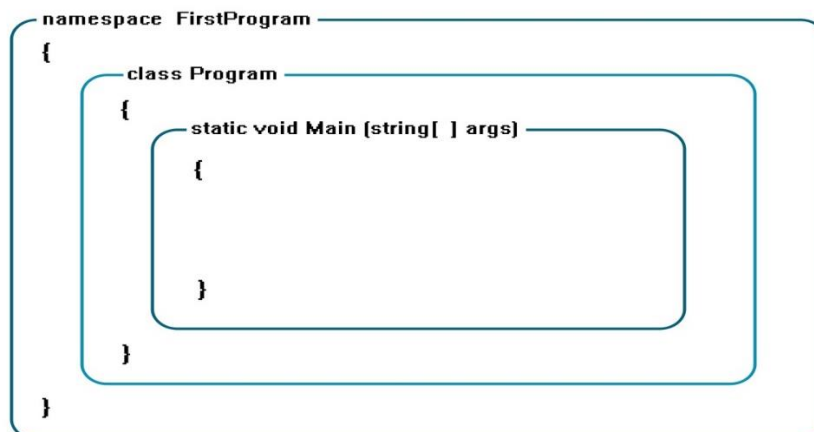 namespace FirstProgram
{
class Program
{
static void Main (string[ ] args)
{
}
}
}